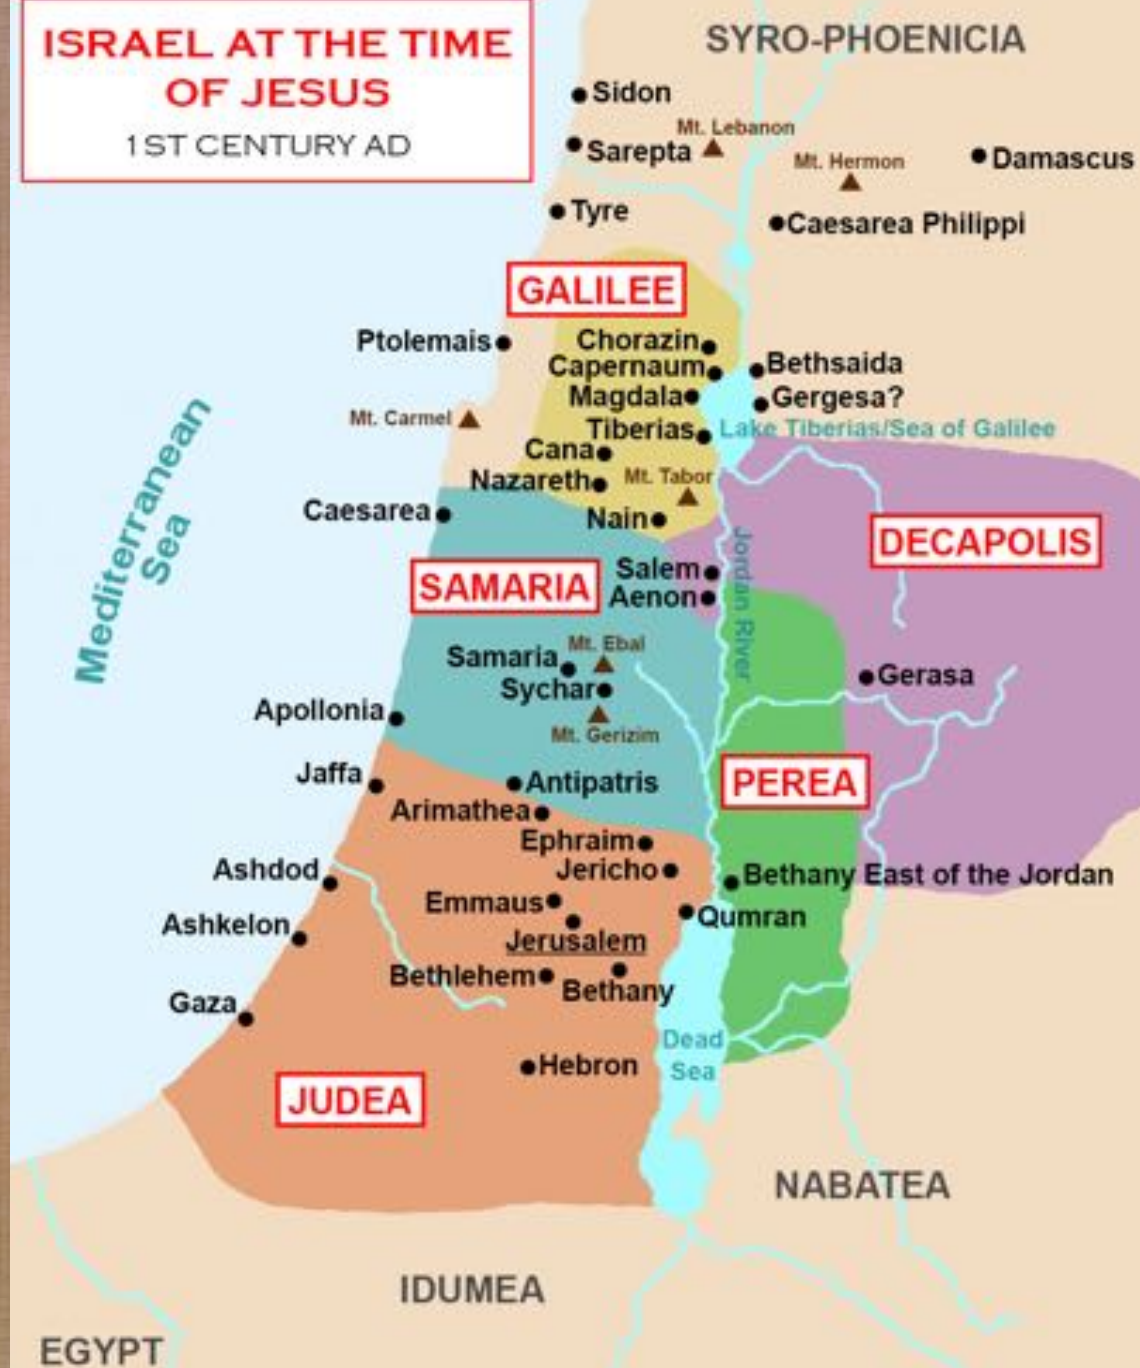 ISRAEL AT THE TIME
OF JESUS
1ST CENTURY AD
SYRO-PHOENICIA
Sidon
Mt. Lebanon
Sarepta
Mt. Hermon
Damascus
Tyre
Caesarea Philippi
GALILEE
Ptolemais
Chorazin
Capernaum
Bethsaida
Magdala
Gergesa?
Mt. Carmel
Tiberias
Lake Tiberias/Sea of Galilee
Cana
Nazareth
Mt. Tabor
Caesarea
Nain
Mediterranean
Sea
DECAPOLIS
Jordan River
Salem
Aenon
SAMARIA
Mt. Ebal
Samaria
Sychar
Gerasa
Apollonia
Mt. Gerizim
Jaffa
Antipatris
PEREA
Arimathea
Ephraim
Jericho
Ashdod
Bethany East of the Jordan
Emmaus
Qumran
Ashkelon
Jerusalem
Bethlehem
Bethany
Gaza
Dead
Sea
Hebron
JUDEA
NABATEA
IDUMEA
EGYPT